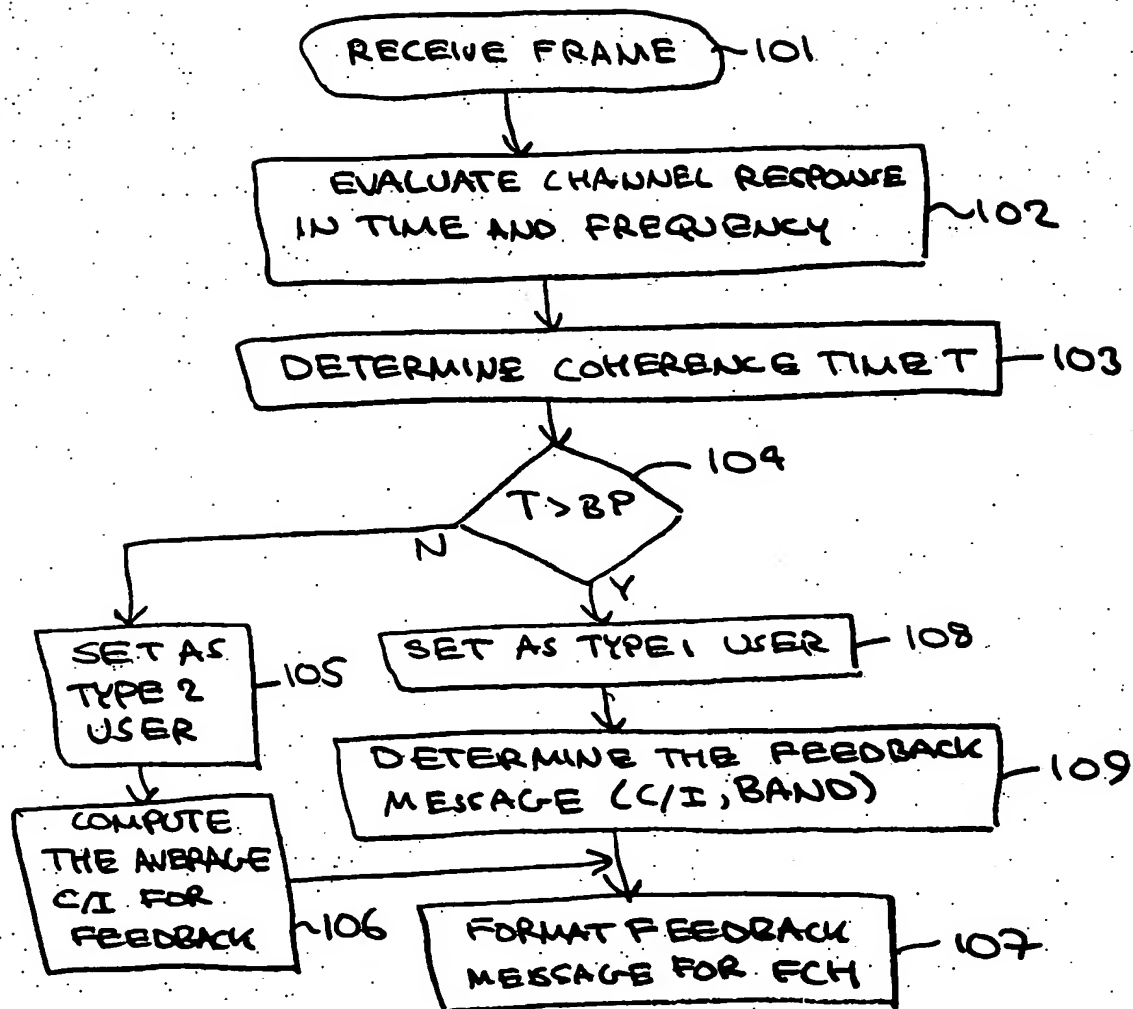 RECEIVE FRAME
101
EVALUATE CHANNEL RESPONSE
IN TIME AND FREQUENCY
102
DETERMINE COHERENCE TIME T
103
104
T > BP
N
Y
SET AS
TYPE 2
USER
105
SET AS TYPE 1 USER
108
DETERMINE THE FEEDBACK
MESSAGE (C/I, BAND)
109
COMPUTE
THE AVERAGE
C/I FOR
FEEDBACK
106
FORMAT FEEDBACK
MESSAGE FOR FCH
107